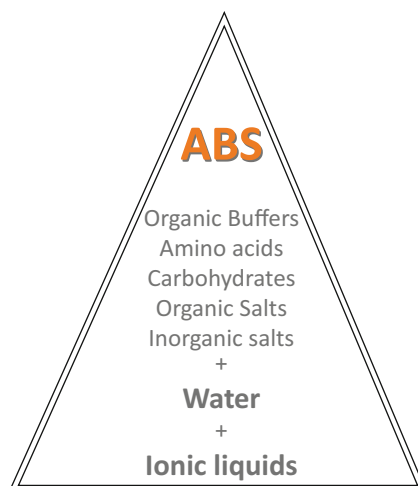 ABS
Organic Buffers
Amino acids
Carbohydrates
Organic Salts
Inorganic salts
+
Water
+
Ionic liquids